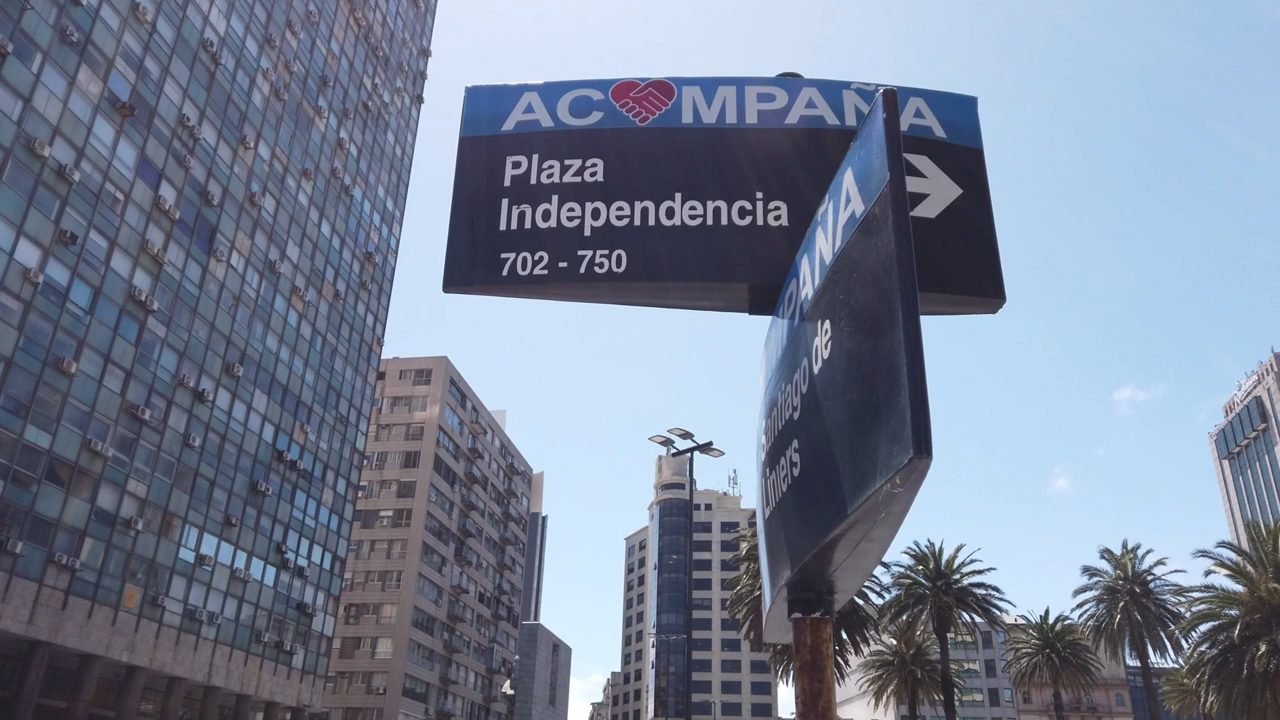 ACOMPAÑA
Plaza
Independencia
702 - 750
PAÑA
Santiago de
Liniers